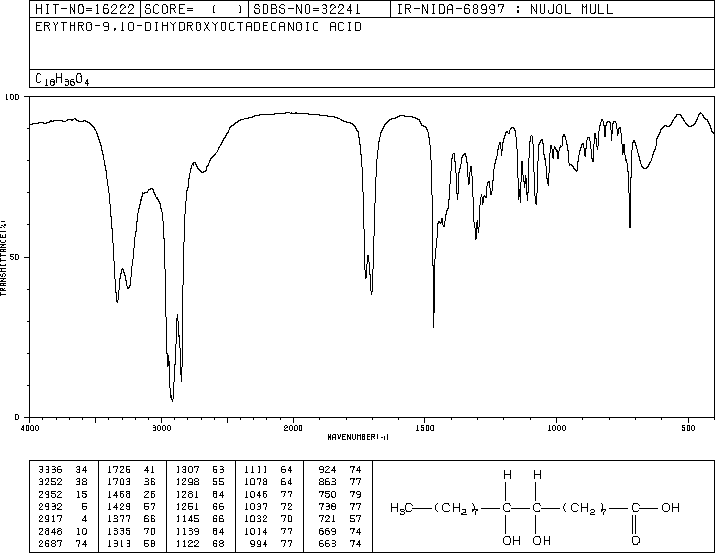 HIT-NO=16222 SCORE= ( ) SDBS-NO=32241 IR-NIDA-68997 : NUJOL MULL
ERYTHRO-9,10-DIHYDROXYOCTADECANOIC ACID
C18H36O4
100
50
0
TRANSMITTANCE(%)
4000 3000 2000 1500 1000 500
WAVENUMBER(-1)
3336 34 1726 41 1307 53 1111 64 924 74
3252 38 1703 36 1298 55 1078 64 863 77
2952 15 1468 26 1281 64 1046 77 750 79
2932 6 1429 57 1261 66 1037 72 738 77
2917 4 1377 66 1145 66 1032 70 721 57
2848 10 1335 70 1139 64 1014 77 669 74
2687 74 1313 60 1122 68 994 77 663 74
H H
H3C (CH2)7 C C (CH2)7 C OH
OH OH O